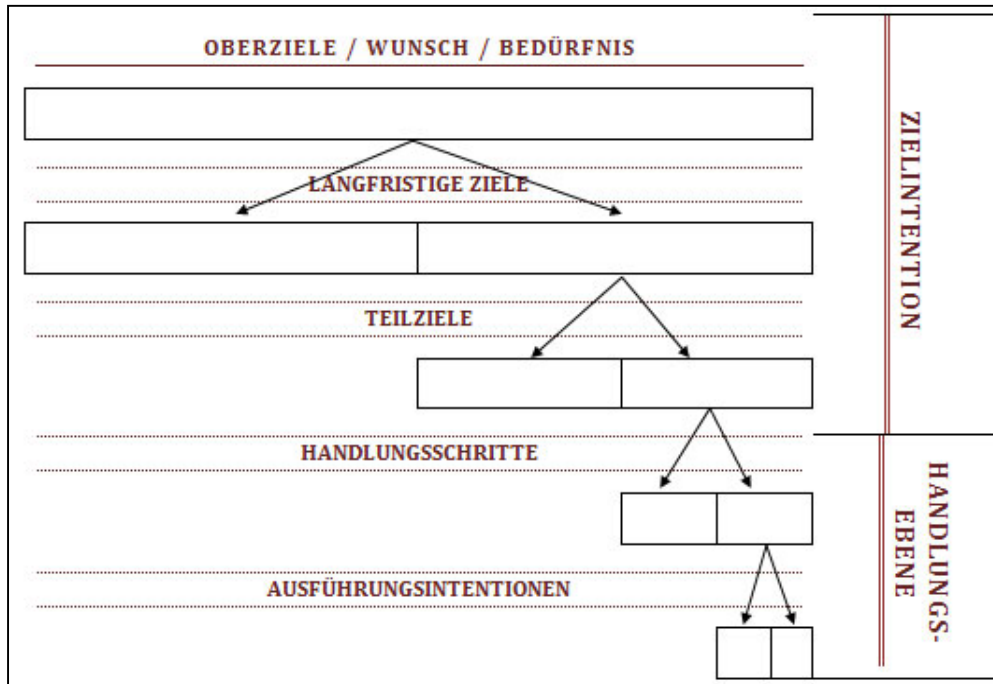 OBERZIELE / WUNSCH / BEDÜRFNIS
LANGFRISTIGE ZIELE
TEILZIELE
HANDLUNGSSCHRITTE
AUSFÜHRUNGSINTENTIONEN
ZIELINTENTION
HANDLUNGS-
EBENE